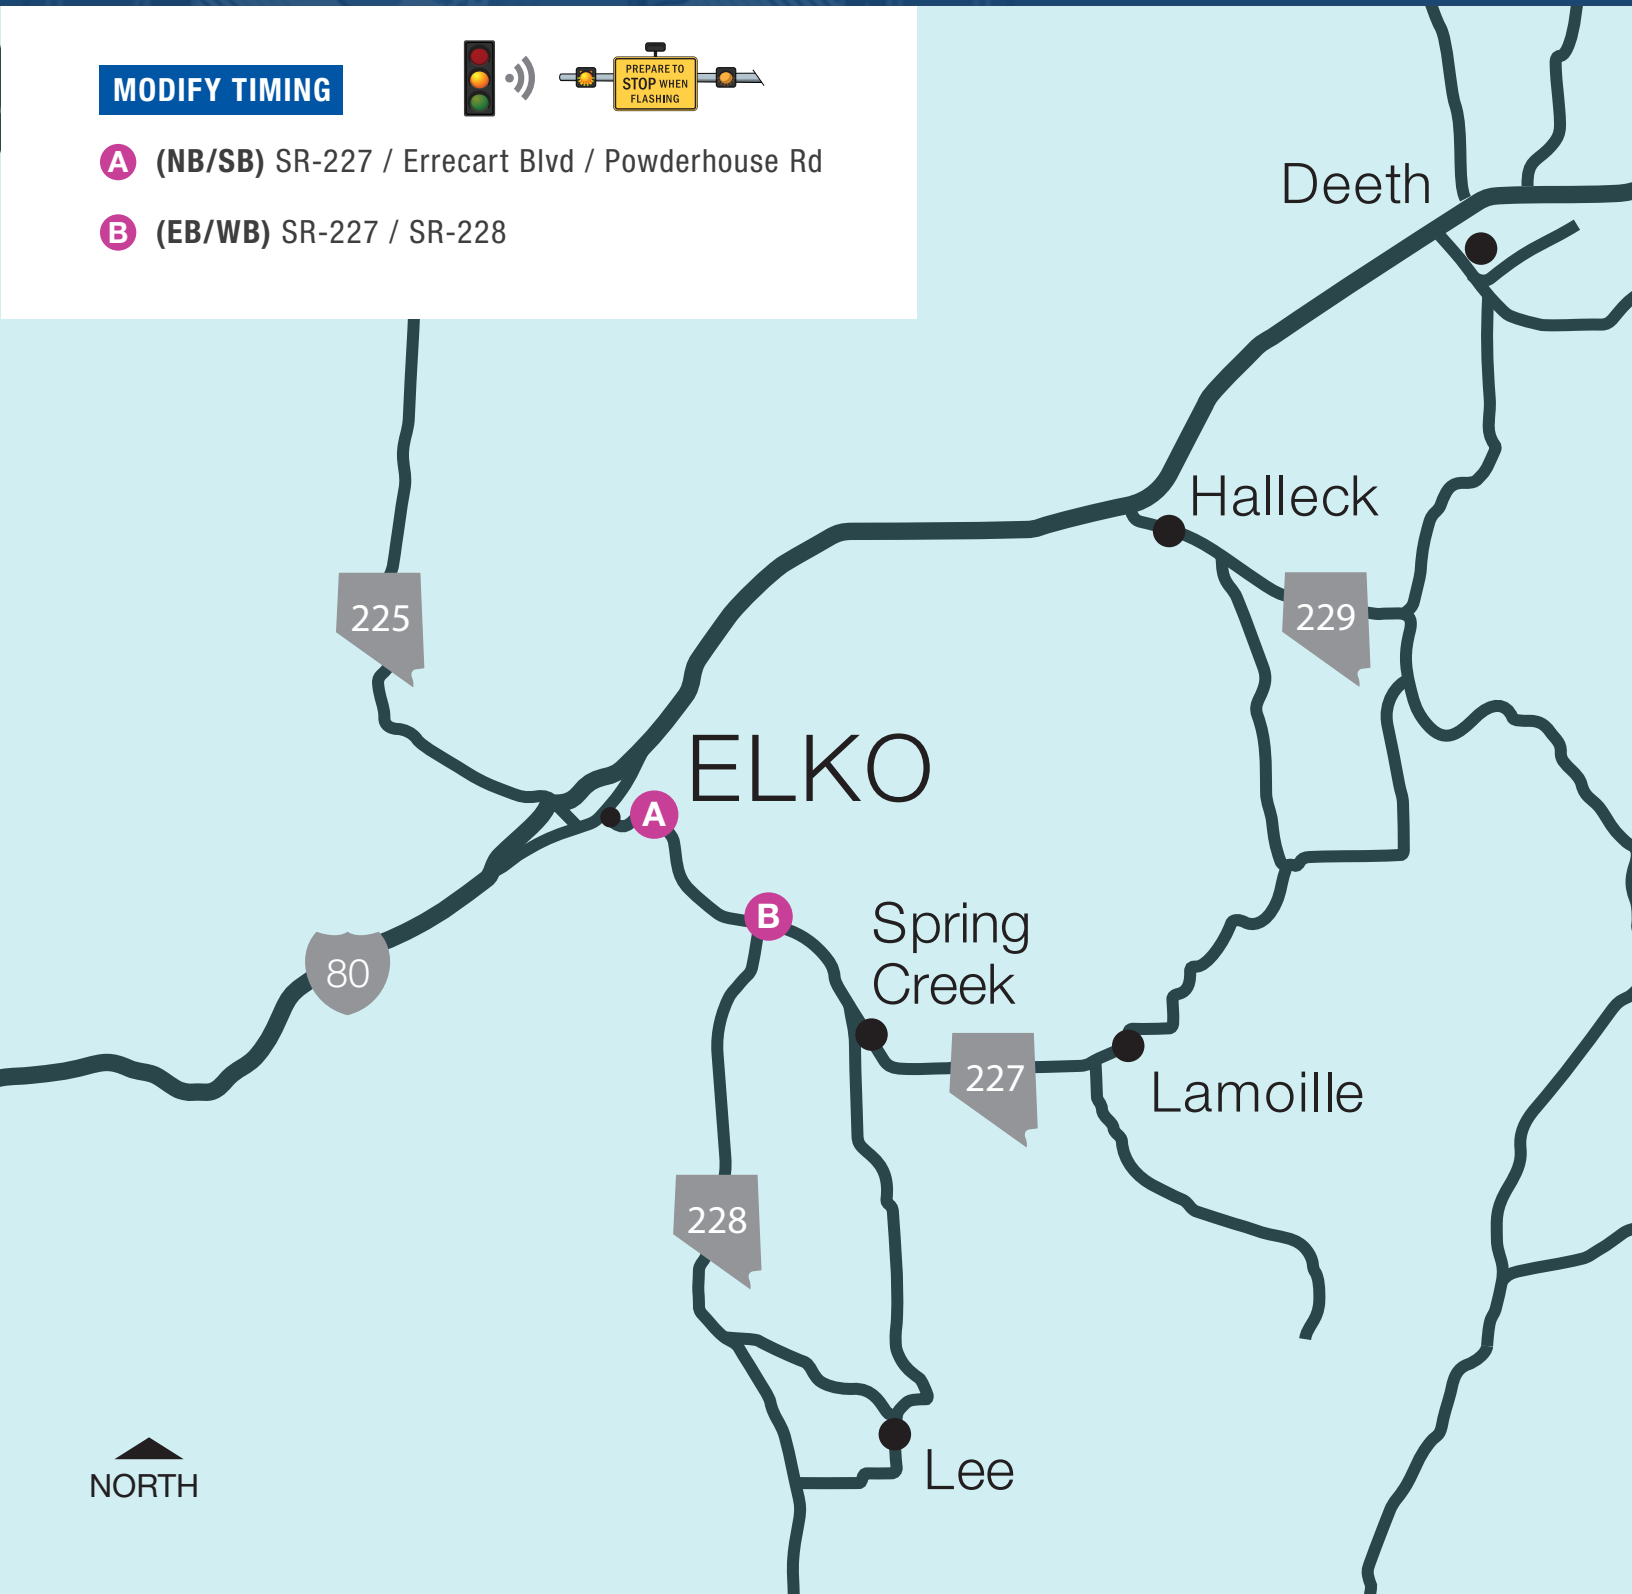 MODIFY TIMING
PREPARE TO
STOP WHEN
FLASHING
A (NB/SB) SR-227 / Errecart Blvd / Powderhouse Rd
B (EB/WB) SR-227 / SR-228
Deeth
Halleck
225
229
ELKO
A
B
Spring
Creek
80
227
Lamoille
228
Lee
NORTH